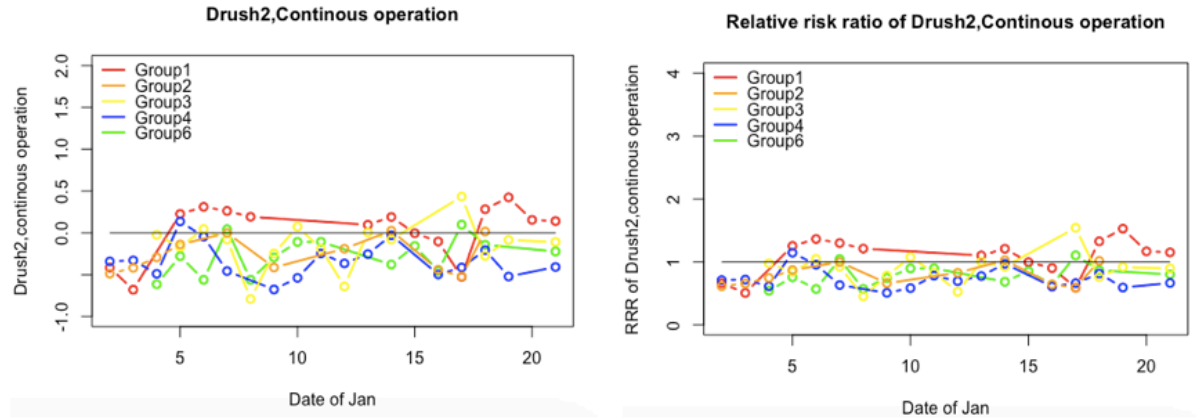 Drush2,Continous operation
Drush2,continuous operation
2.0
1.5
1.0
0.5
0.0
-1.0
Group1
Group2
Group3
Group4
Group6
5
10
15
20
Date of Jan
Relative risk ratio of Drush2,Continous operation
RRR of Drush2,continous operation
4
3
2
1
0
Group1
Group2
Group3
Group4
Group6
5
10
15
20
Date of Jan